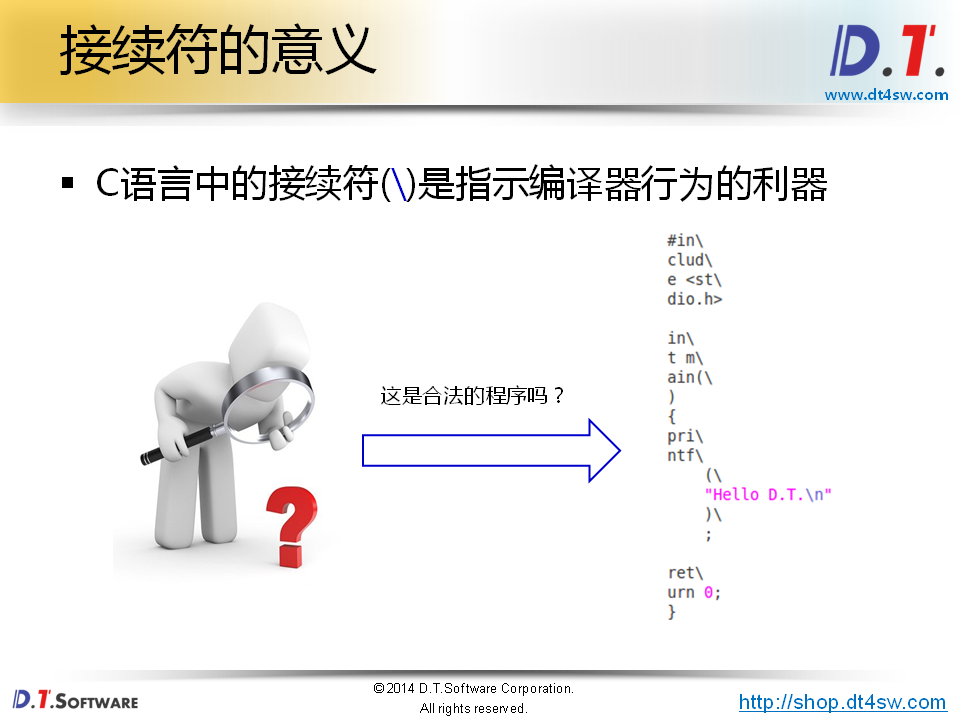 接续符的意义
D.T.
www.dt4sw.com
▪ C语言中的接续符(\)是指示编译器行为的利器
这是合法的程序吗？
#in\
clud\
e <st\
dio.h>
in\
t m\
ain(\
)
{
pri\
ntf\
(\
"Hello D.T.\n"
)\
;
ret\
urn 0;
}
?
D.T.SOFTWARE
©2014 D.T.Software Corporation.
All rights reserved.
http://shop.dt4sw.com